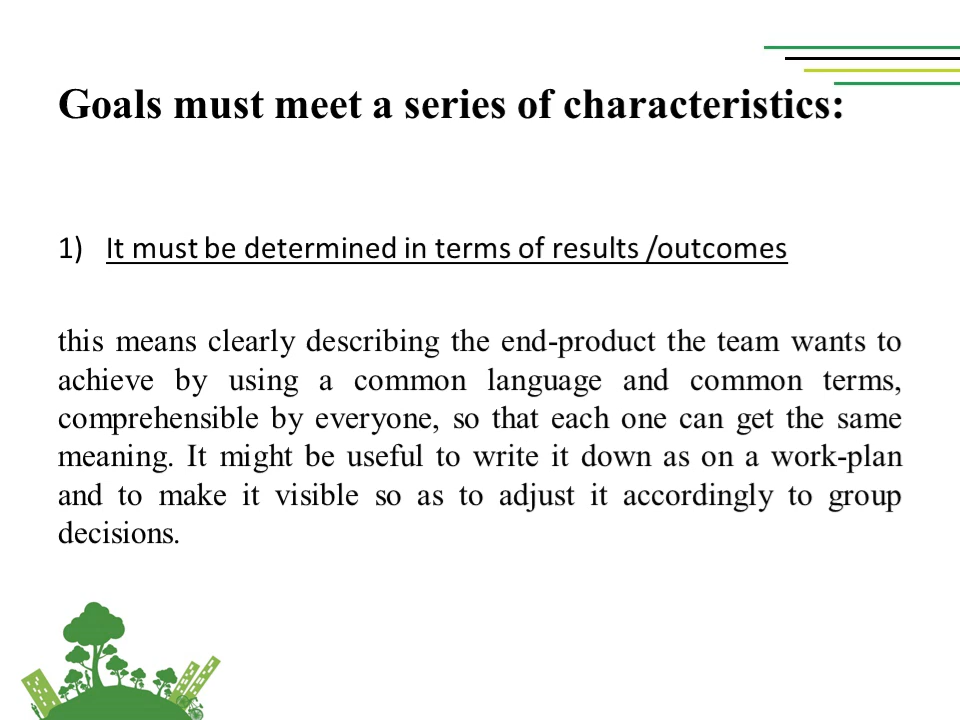 Goals must meet a series of characteristics:
1) It must be determined in terms of results /outcomes
this means clearly describing the end-product the team wants to
achieve by using a common language and common terms,
comprehensible by everyone, so that each one can get the same
meaning. It might be useful to write it down as on a work-plan
and to make it visible so as to adjust it accordingly to group
decisions.